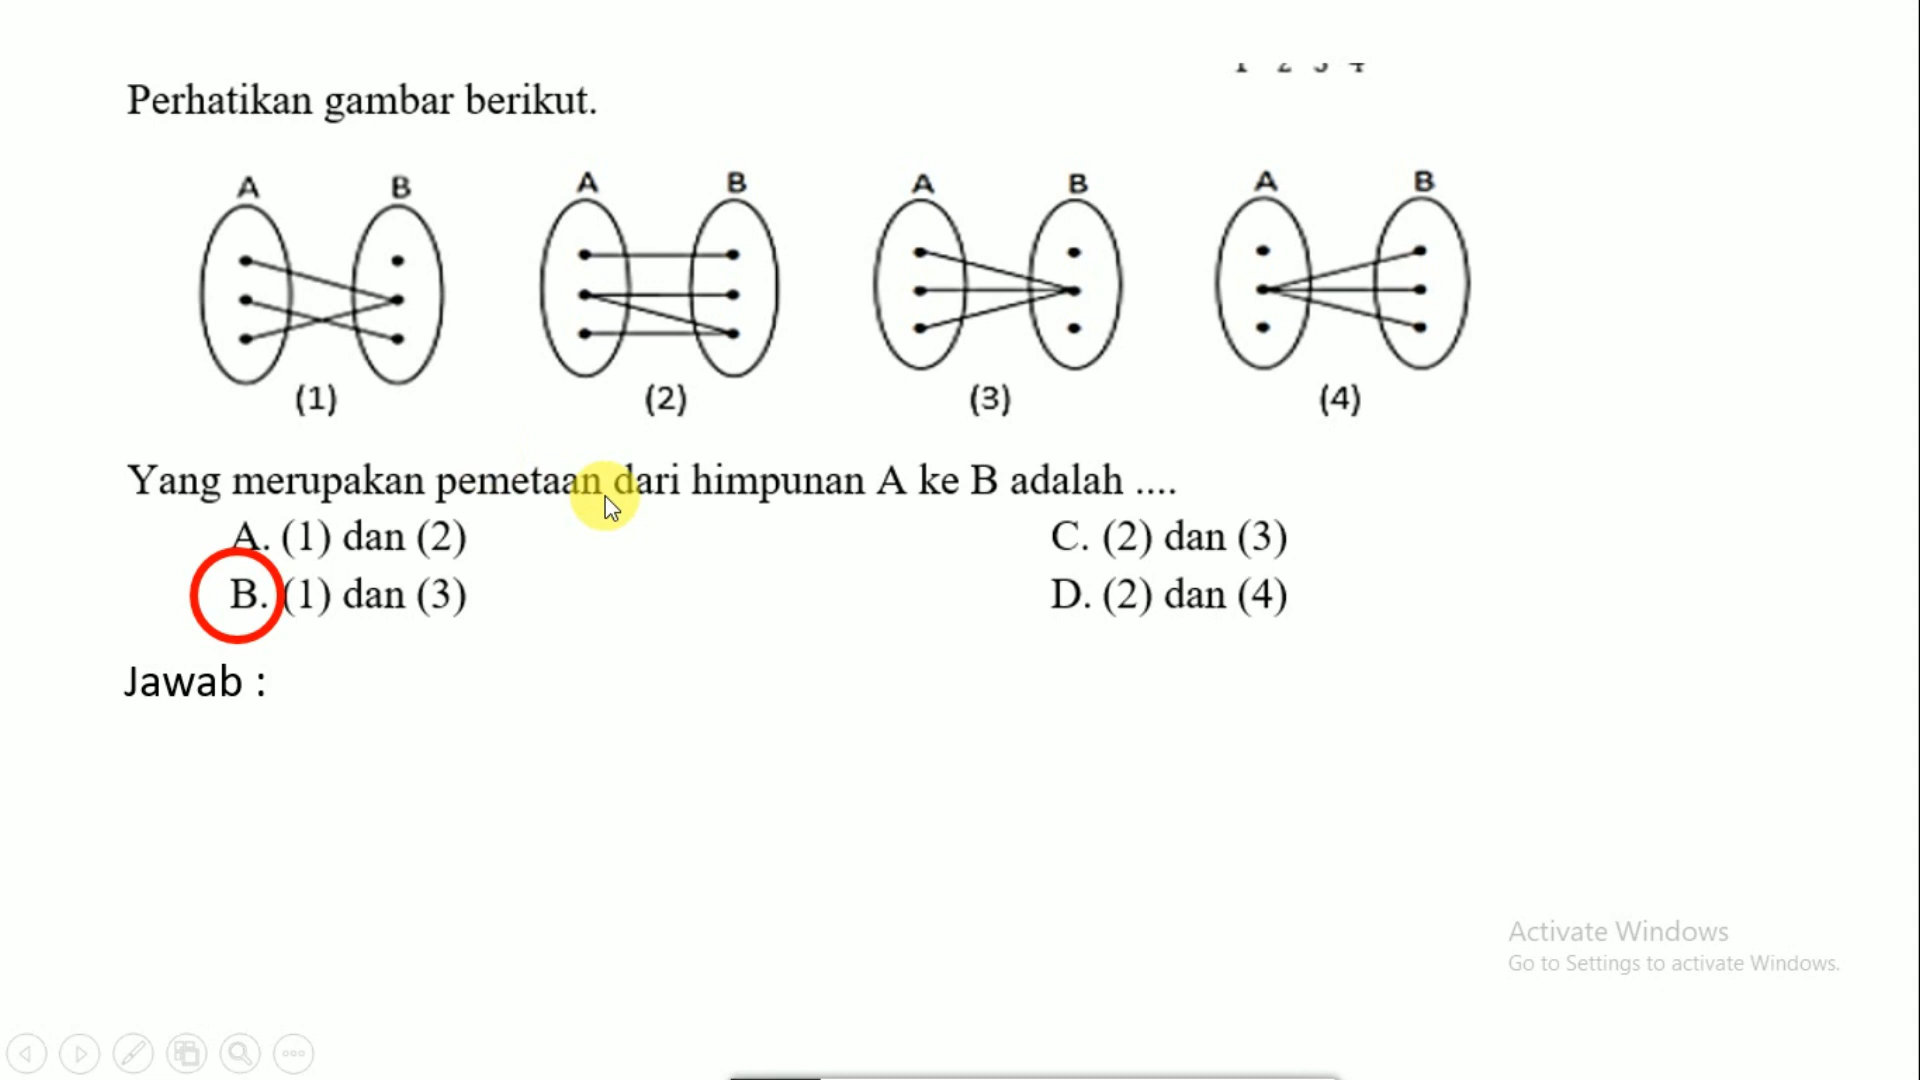 Perhatikan gambar berikut.
A B A B A B A B
(1) (2) (3) (4)
Yang merupakan pemetaan dari himpunan A ke B adalah ....
A. (1) dan (2) C. (2) dan (3)
B. (1) dan (3) D. (2) dan (4)
Jawab :
Activate Windows
Go to Settings to activate Windows.